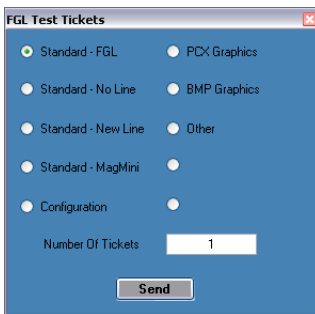 FGL Test Tickets
Standard - FGL PCX Graphics
Standard - No Line BMP Graphics
Standard - New Line Other
Standard - MagMini
Configuration
Number Of Tickets 1
Send